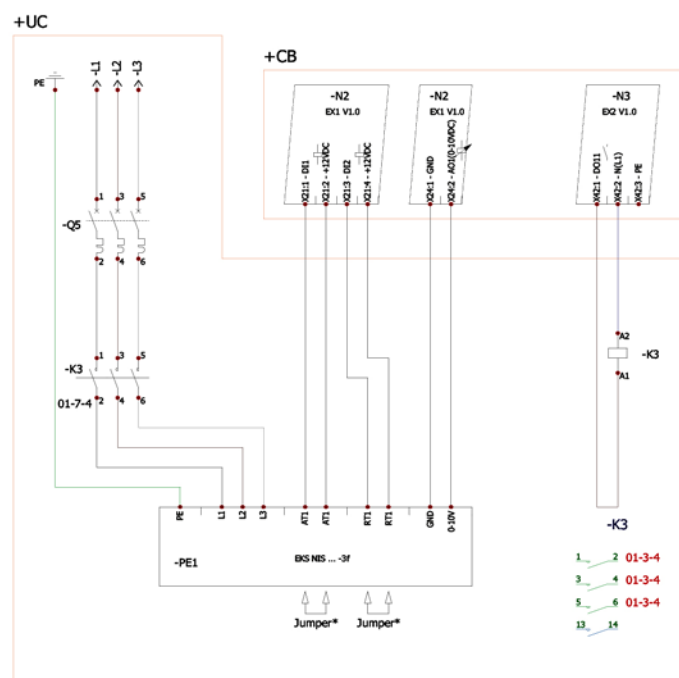 +UC
+CB
PE
-L1
-L2
-L3
-N2
EX1 V1.0
-N2
EX1 V1.0
-N3
EX2 V1.0
X21:1 - DI1
X21:2 - +12VDC
X21:3 - DI2
X21:4 - +12VDC
X24:1 - GND
X24:2 - AO1(0-10VDC)
X42:1 - DO11
X42:2 - N(L1)
X42:3 - PE
1 3 5
-Q5
2 4 6
A2
-K3
A1
1 3 5
-K3
01-7-4 2 4 6
PE L1 L2 L3 AT1 AT1 RT1 RT1 GND 0-10V
-PE1
EKS NIS ... -3f
Jumper* Jumper*
-K3
1 2 01-3-4
3 4 01-3-4
5 6 01-3-4
13 14